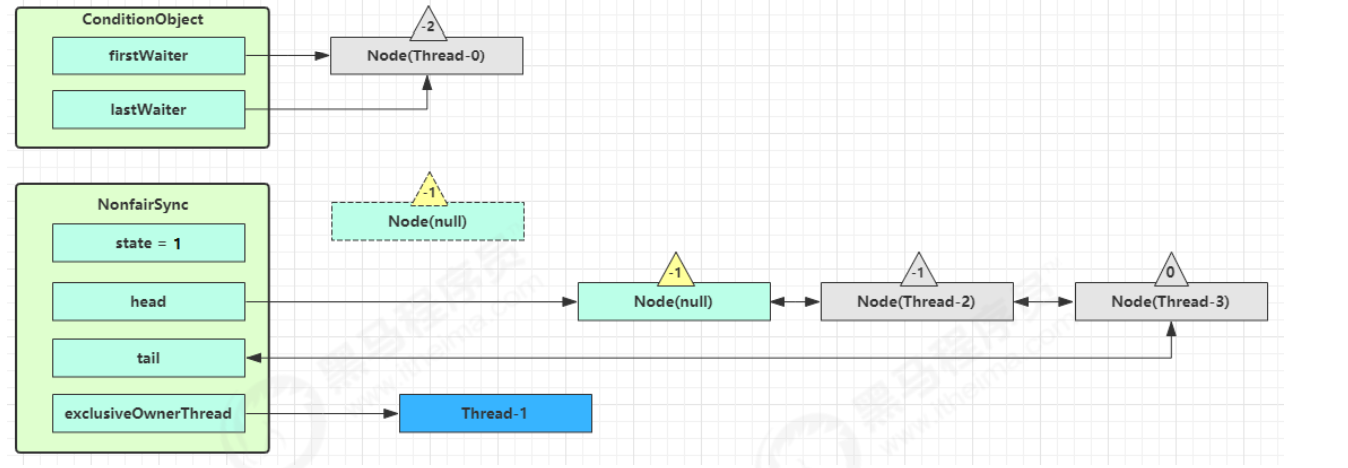 ConditionObject
-2
firstWaiter
Node(Thread-0)
lastWaiter
-1
NonfairSync
Node(null)
state = 1
-1
-1
0
head
Node(null)
Node(Thread-2)
Node(Thread-3)
tail
exclusiveOwnerThread
Thread-1
黑马程序员
www.itheima.com
黑马程序员
www.itheima.com